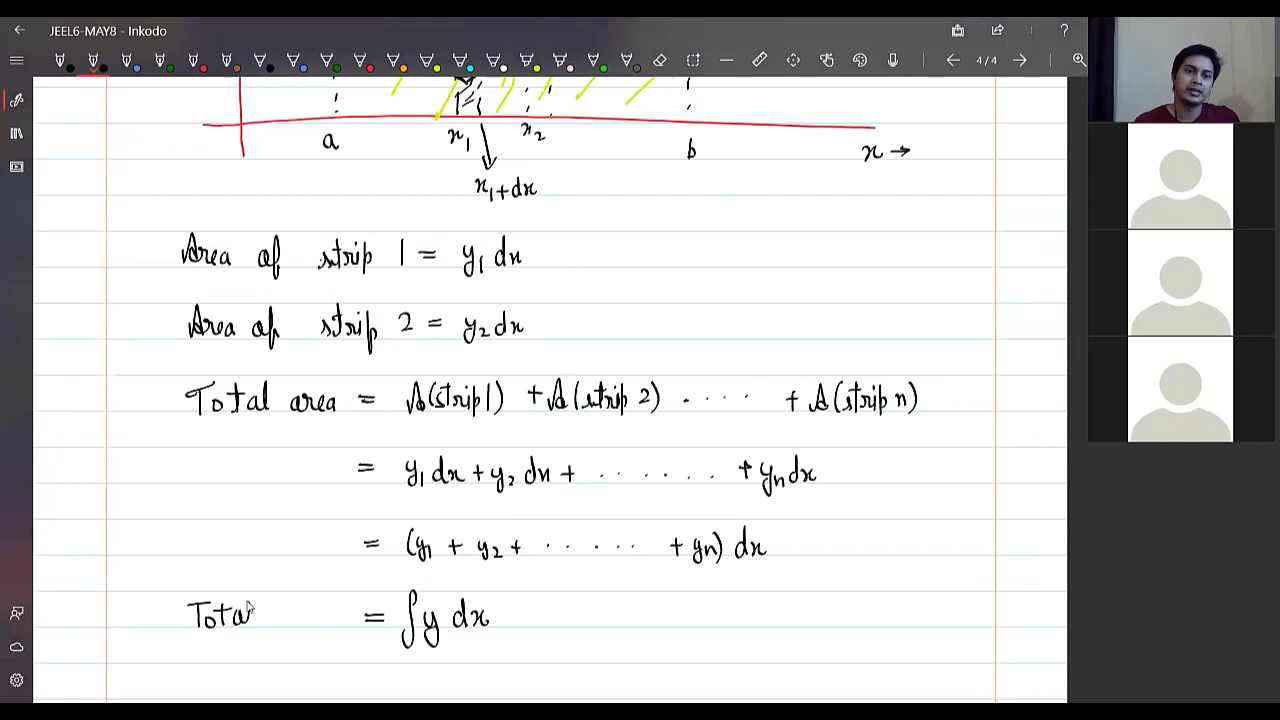 JEEL6-MAY8 - Inkodo
4/4
a x₁ x₂ b x →
x₁+dx
Area of strip 1 = y₁ dx
Area of strip 2 = y₂ dx
Total area = A(strip 1) + A(strip 2) . . . . + A(strip n)
= y₁ dx + y₂ dx + . . . . . . . + yₙ dx
= (y₁ + y₂ + . . . . . + yₙ) dx
Tota = ∫ y dx